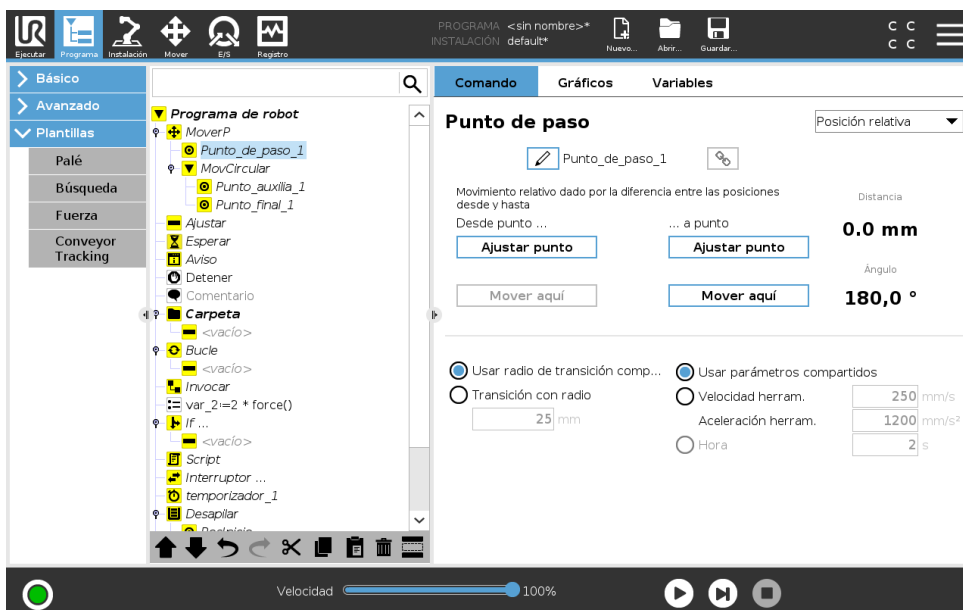 PROGRAMA <sin nombre>*
INSTALACIÓN default*
Ejecutar
Programa
Instalación
Mover
E/S
Registro
Nuevo...
Abrir...
Guardar...
C C
C C
Básico
Avanzado
Plantillas
Palé
Búsqueda
Fuerza
Conveyor
Tracking
Programa de robot
MoverP
Punto_de_paso_1
MovCircular
Punto_auxilia_1
Punto_final_1
Ajustar
Esperar
Aviso
Detener
Comentario
Carpeta
<vacío>
Bucle
<vacío>
Invocar
var_2:=2 * force()
If ...
<vacío>
Script
Interruptor ...
temporizador_1
Desapilar
Comando
Gráficos
Variables
Punto de paso
Posición relativa
Punto_de_paso_1
Movimiento relativo dado por la diferencia entre las posiciones
desde y hasta
Desde punto ...
... a punto
Ajustar punto
Ajustar punto
Mover aquí
Mover aquí
Distancia
0.0 mm
Ángulo
180,0 °
Usar radio de transición comp...
Transición con radio
25 mm
Usar parámetros compartidos
Velocidad herram.
250 mm/s
Aceleración herram.
1200 mm/s²
Hora
2 s
Velocidad
100%